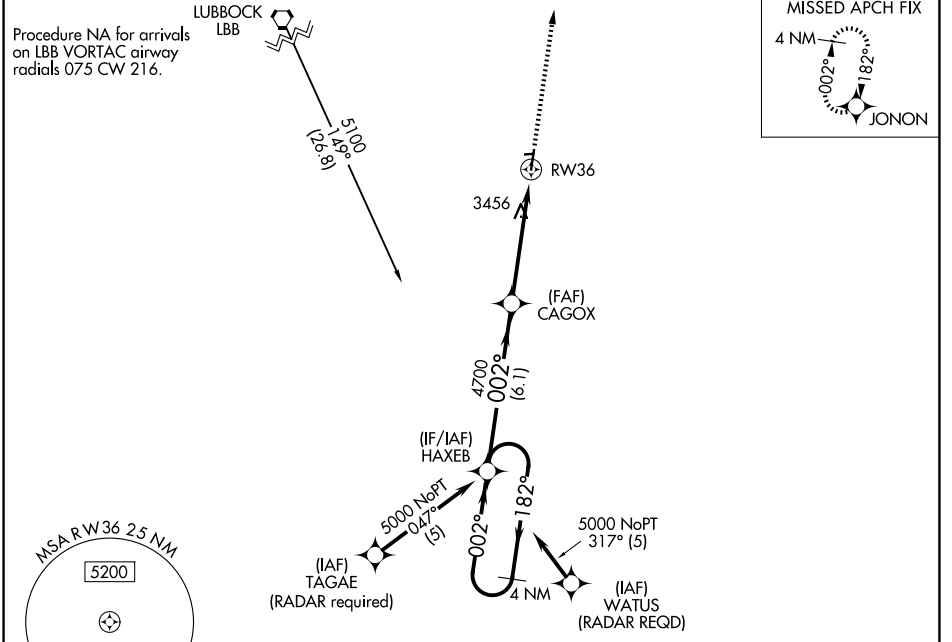 Procedure NA for arrivals
on LBB VORTAC airway
radials 075 CW 216.
LUBBOCK
LBB
5100
149°
(26.8)
MISSED APCH FIX
4 NM
002°
182°
JONON
RW36
3456
(FAF)
CAGOX
4700
002°
(6.1)
(IF/IAF)
HAXEB
5000 NoPT
047°
(5)
002°
182°
4 NM
5000 NoPT
317° (5)
(IAF)
TAGAE
(RADAR required)
(IAF)
WATUS
(RADAR REQD)
MSA RW36 25 NM
5200